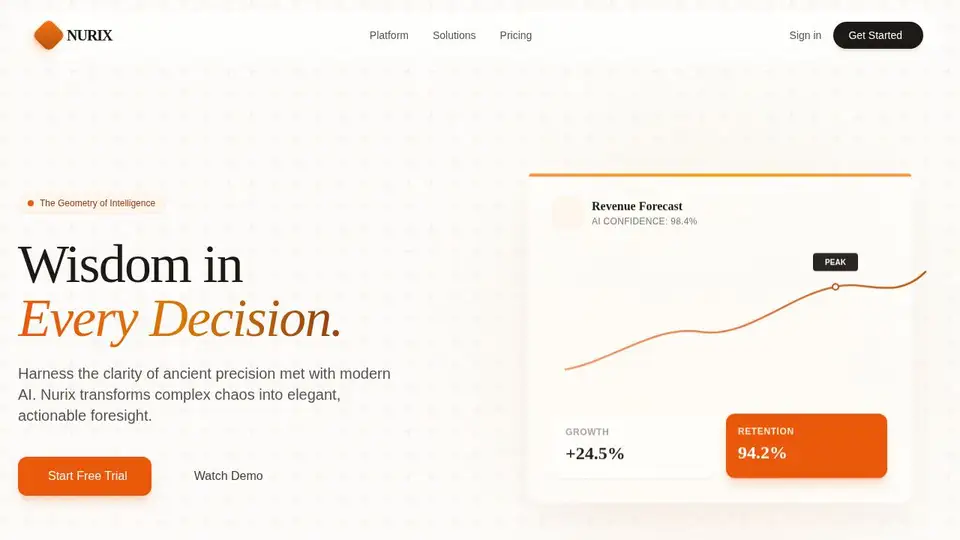 NURIX
Platform
Solutions
Pricing
Sign in
Get Started
The Geometry of Intelligence
Wisdom in
Every Decision.
Harness the clarity of ancient precision met with modern
AI. Nurix transforms complex chaos into elegant,
actionable foresight.
Start Free Trial
Watch Demo
Revenue Forecast
AI CONFIDENCE: 98.4%
PEAK
GROWTH
+24.5%
RETENTION
94.2%